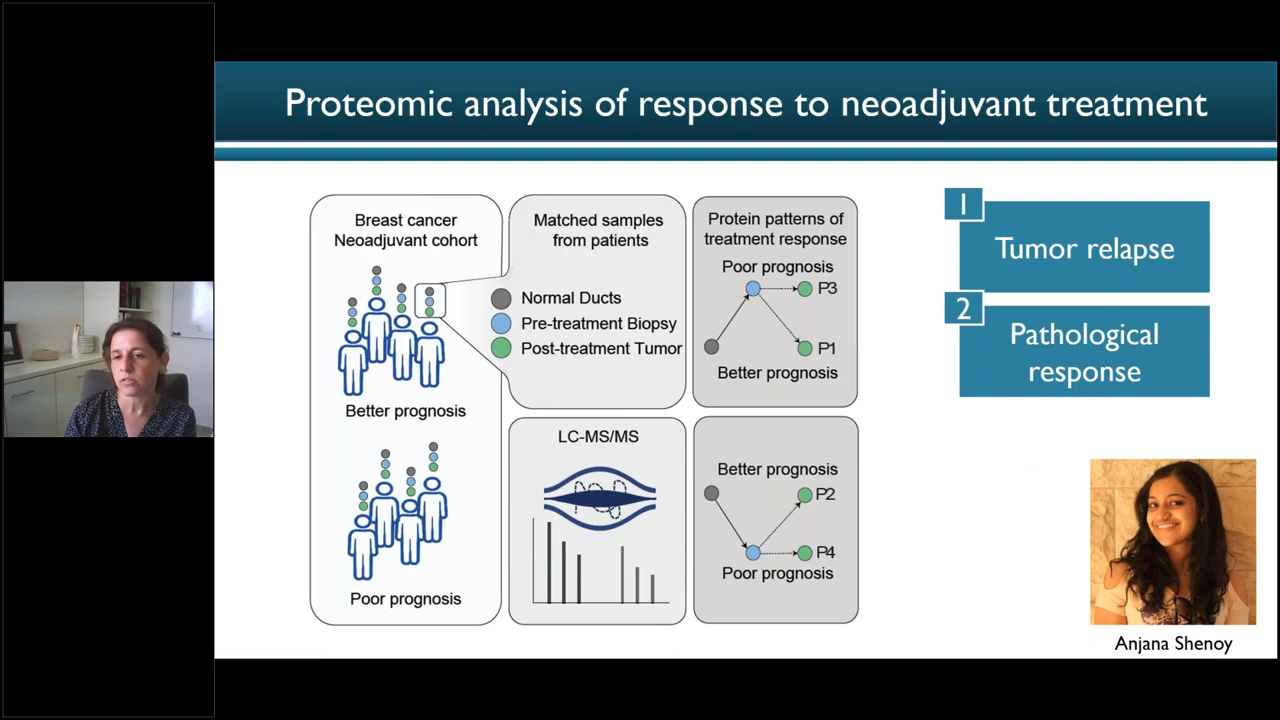 Proteomic analysis of response to neoadjuvant treatment
Breast cancer
Neoadjuvant cohort
Better prognosis
Poor prognosis
Matched samples
from patients
Normal Ducts
Pre-treatment Biopsy
Post-treatment Tumor
LC-MS/MS
Protein patterns of
treatment response
Poor prognosis
P3
P1
Better prognosis
Better prognosis
P2
P4
Poor prognosis
1
Tumor relapse
2
Pathological
response
Anjana Shenoy